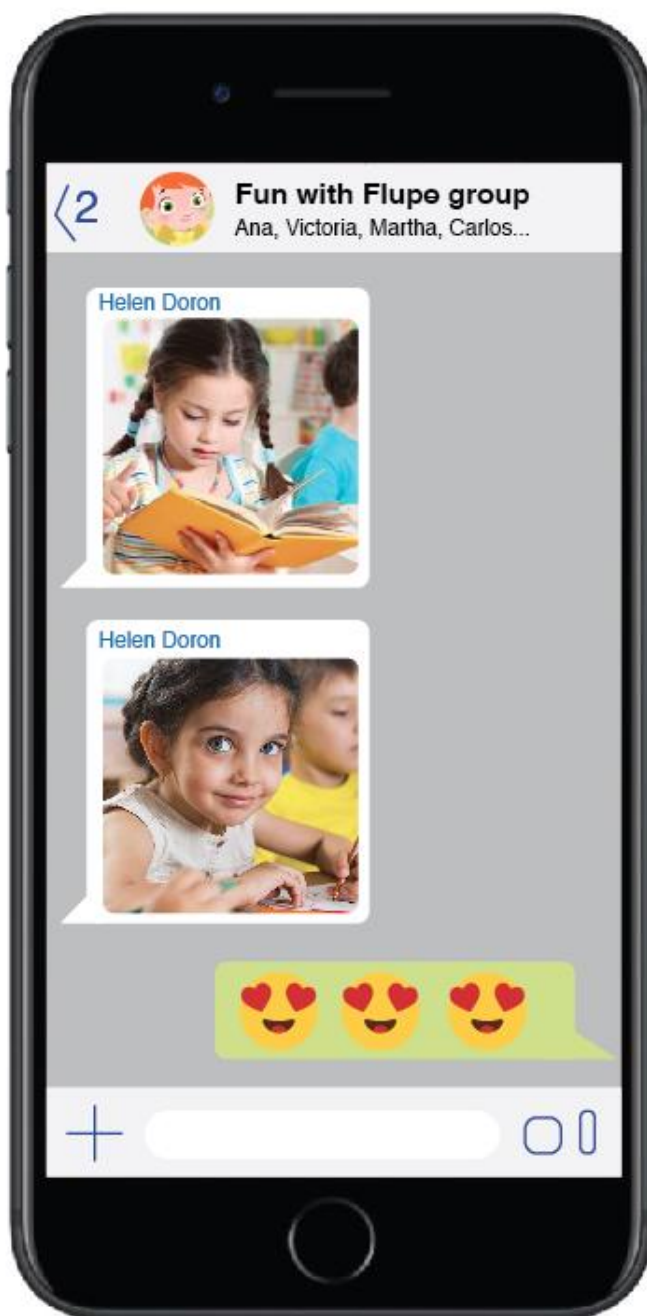 2
Fun with Flupe group
Ana, Victoria, Martha, Carlos...
Helen Doron
Helen Doron